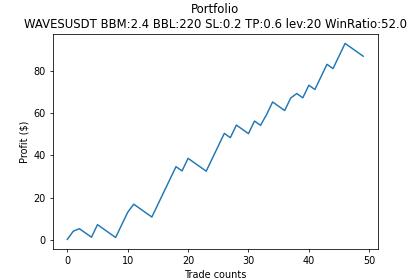 Portfolio
WAVESUSDT BBM:2.4 BBL:220 SL:0.2 TP:0.6 lev:20 WinRatio:52.0
Profit ($)
80
60
40
20
0
0 10 20 30 40 50
Trade counts